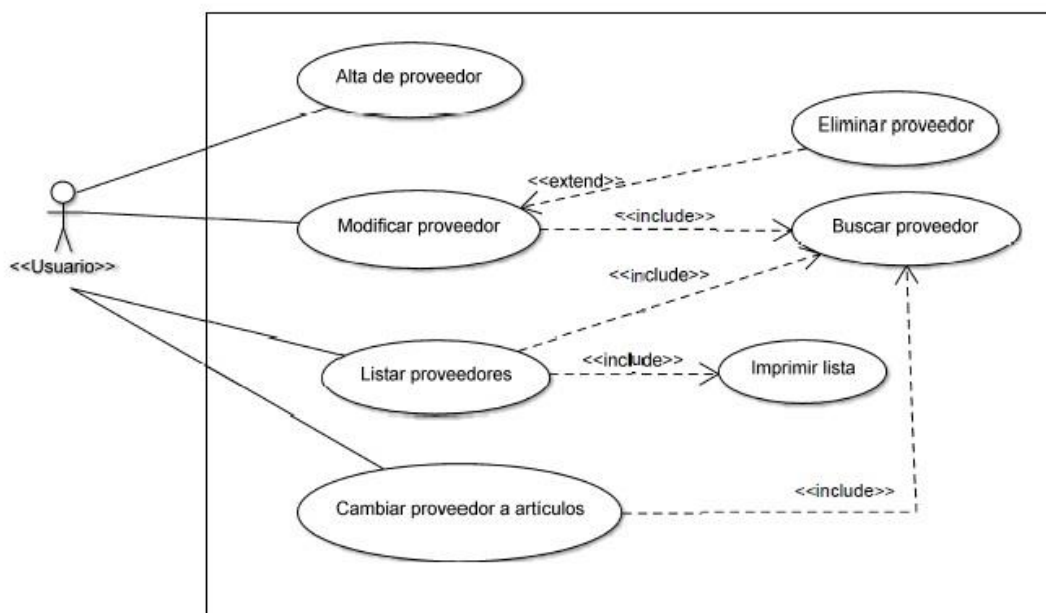 Alta de proveedor
Eliminar proveedor
<<extend>>
Modificar proveedor
<<include>>
Buscar proveedor
<<Usuario>>
<<include>>
Listar proveedores
<<include>>
Imprimir lista
<<include>>
Cambiar proveedor a articulos